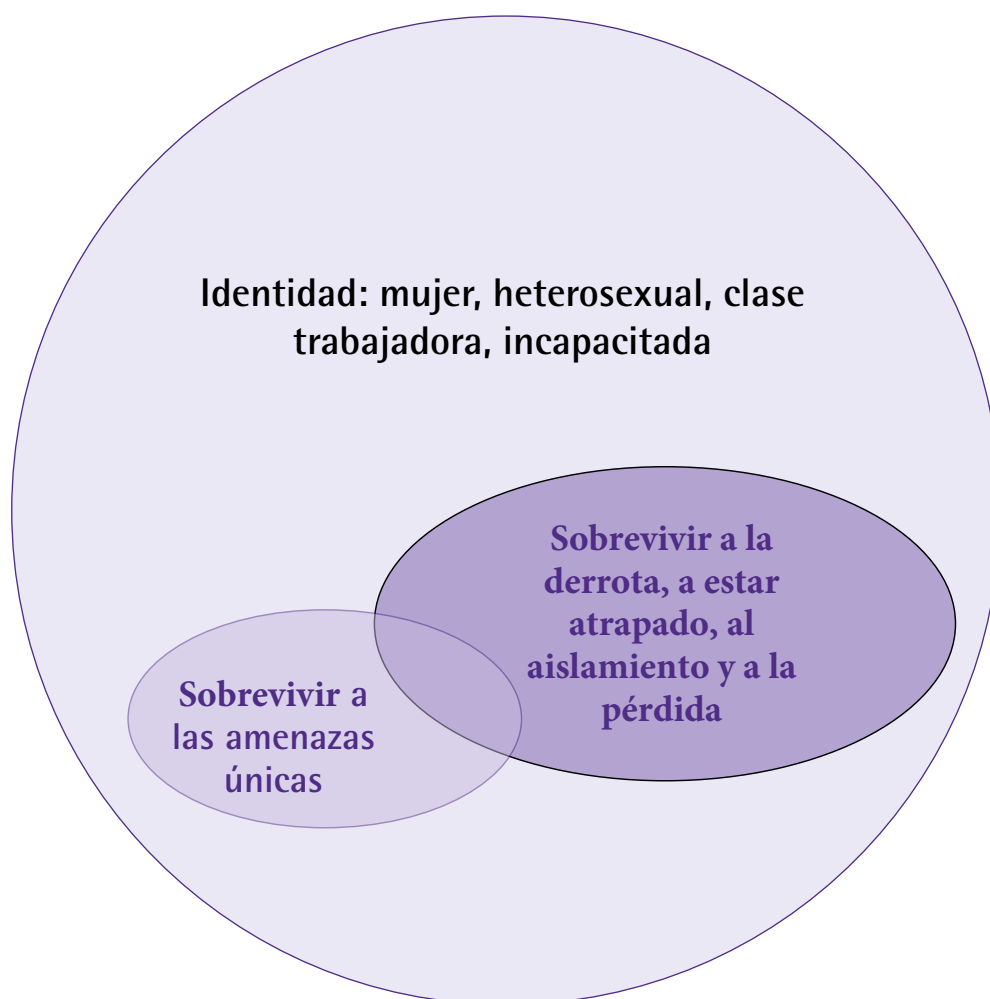 Identidad: mujer, heterosexual, clase
trabajadora, incapacitada
Sobrevivir a la
derrota, a estar
atrapado, al
aislamiento y a la
pérdida
Sobrevivir a
las amenazas
únicas